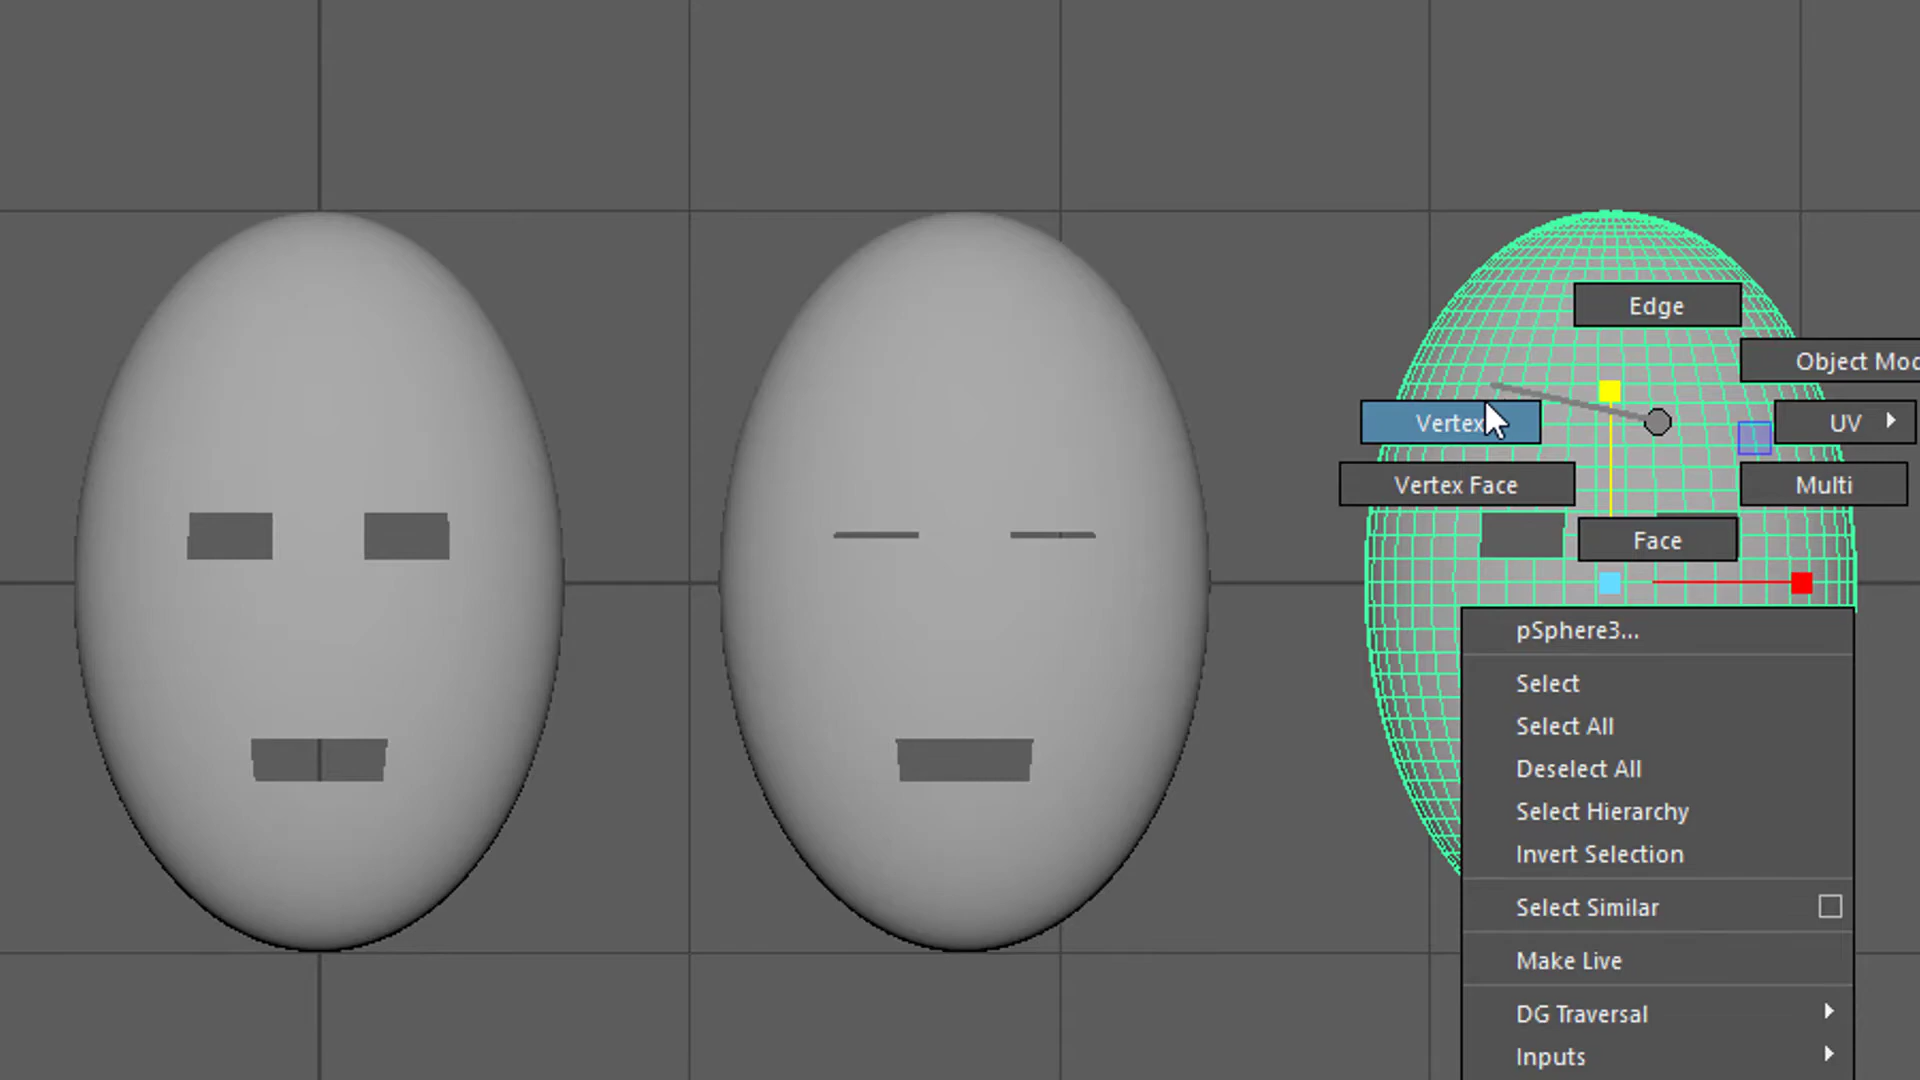 Edge
Object Moc
Vertex
UV
Vertex Face
Multi
Face
pSphere3...
Select
Select All
Deselect All
Select Hierarchy
Invert Selection
Select Similar
Make Live
DG Traversal
Inputs